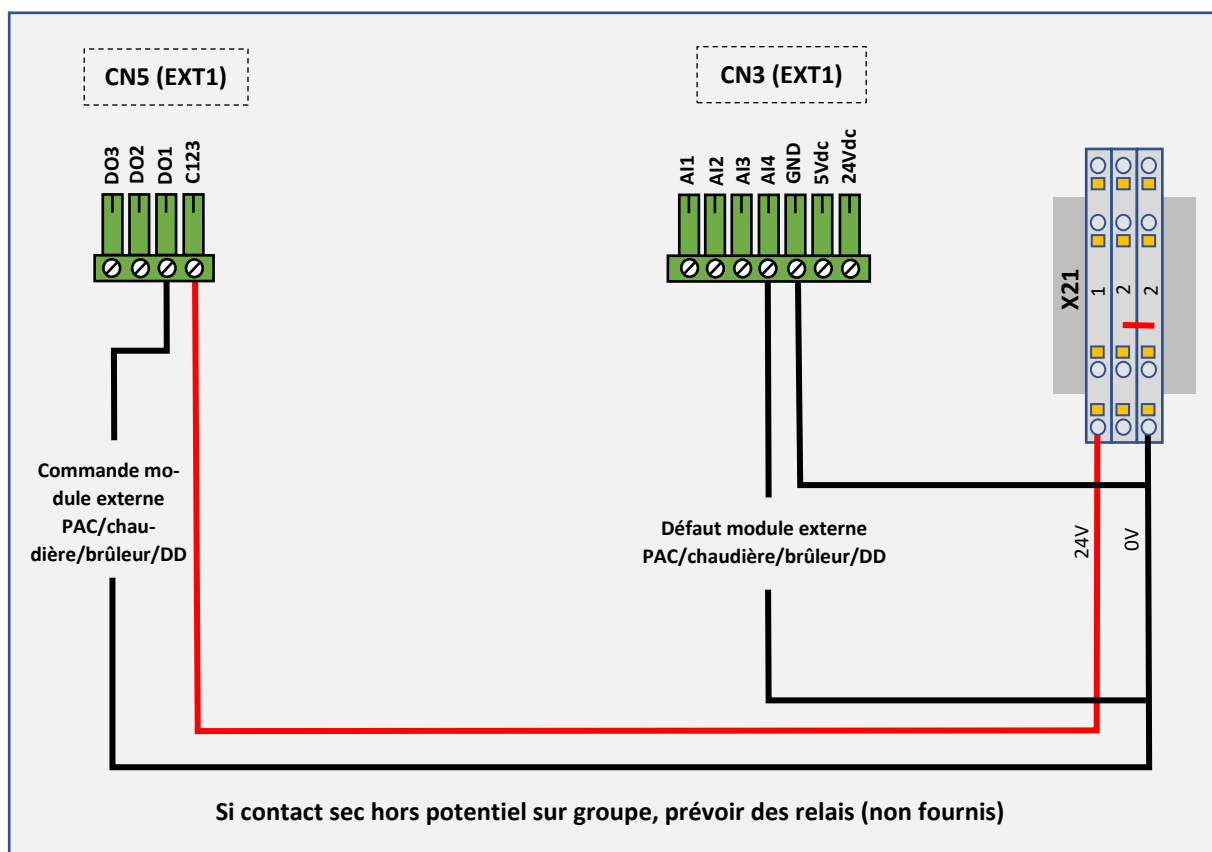 CN5 (EXT1)
CN3 (EXT1)
DO3
DO2
DO1
C123
AI1
AI2
AI3
AI4
GND
5Vdc
24Vdc
X21
1
2
2
Commande mo-
dule externe
PAC/chau-
dière/brûleur/DD
Défaut module externe
PAC/chaudière/brûleur/DD
24V
0V
Si contact sec hors potentiel sur groupe, prévoir des relais (non fournis)